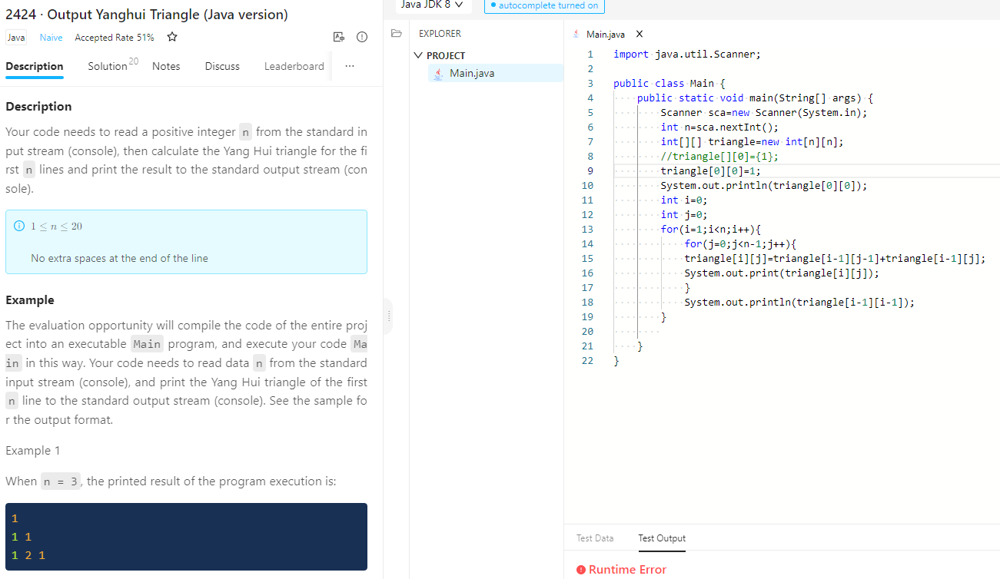 2424 · Output Yanghui Triangle (Java version)
Java Naive Accepted Rate 51%
Description Solution 20 Notes Discuss Leaderboard ...
Description
Your code needs to read a positive integer n from the standard in
put stream (console), then calculate the Yang Hui triangle for the fi
rst n lines and print the result to the standard output stream (con
sole).
1 ≤ n ≤ 20
No extra spaces at the end of the line
Example
The evaluation opportunity will compile the code of the entire proj
ect into an executable Main program, and execute your code Ma
in in this way. Your code needs to read data n from the standard
input stream (console), and print the Yang Hui triangle of the first
n line to the standard output stream (console). See the sample fo
r the output format.
Example 1
When n = 3, the printed result of the program execution is:
1
1 1
1 2 1
Java JDK 8 autocomplete turned on
EXPLORER
PROJECT
Main.java
Main.java X
1 import java.util.Scanner;
2
3 public class Main {
4     public static void main(String[] args) {
5         Scanner sca=new Scanner(System.in);
6         int n=sca.nextInt();
7         int[][] triangle=new int[n][n];
8         //triangle[][0]={1};
9         triangle[0][0]=1;
10         System.out.println(triangle[0][0]);
11         int i=0;
12         int j=0;
13         for(i=1;i<n;i++){
14             for(j=0;j<n-1;j++){
15             triangle[i][j]=triangle[i-1][j-1]+triangle[i-1][j];
16             System.out.print(triangle[i][j]);
17             }
18             System.out.println(triangle[i-1][i-1]);
19         }
20
21     }
22 }
Test Data Test Output
Runtime Error